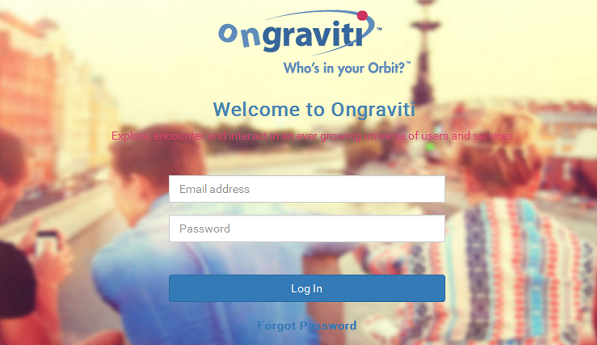 ongraviti™
Who's in your Orbit?™
Welcome to Ongraviti
Explore, encounter and interact in an ever growing universe of users and services.
Email address
Password
Log In
Forgot Password